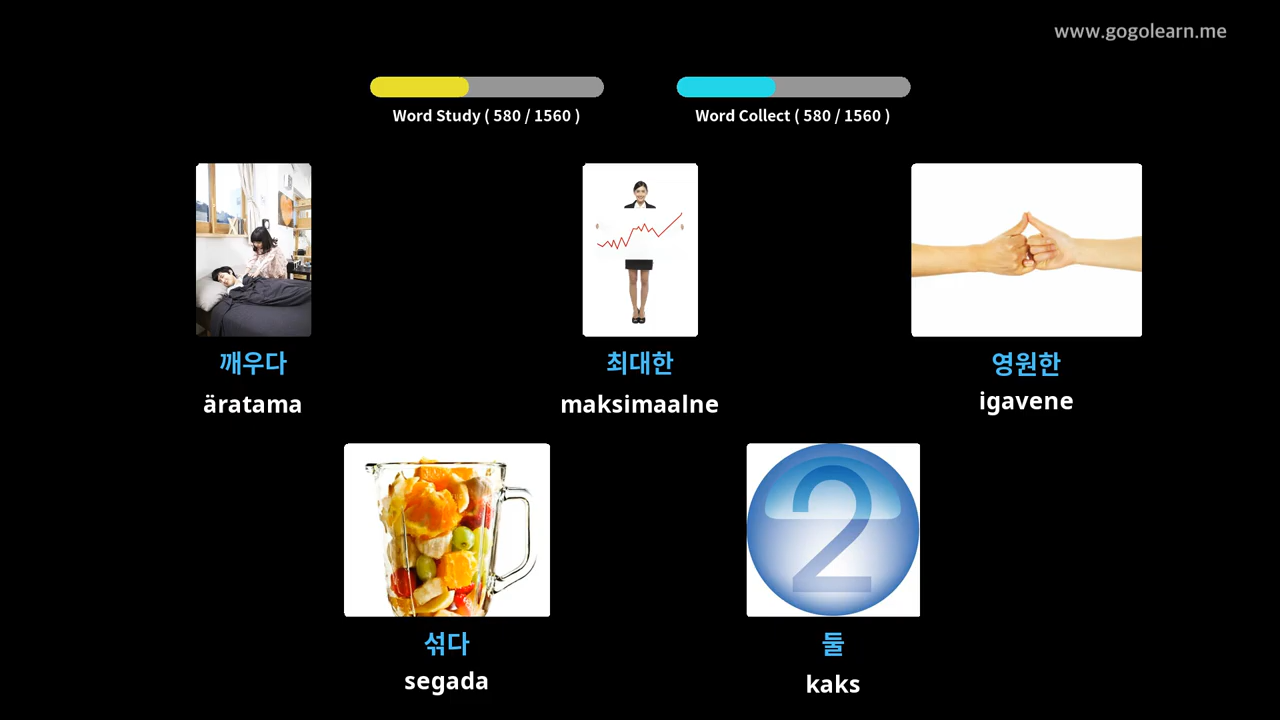 www.gogolearn.me
Word Study ( 580 / 1560 )
Word Collect ( 580 / 1560 )
깨우다
äratama
최대한
maksimaalne
영원한
igavene
섞다
segada
2
둘
kaks